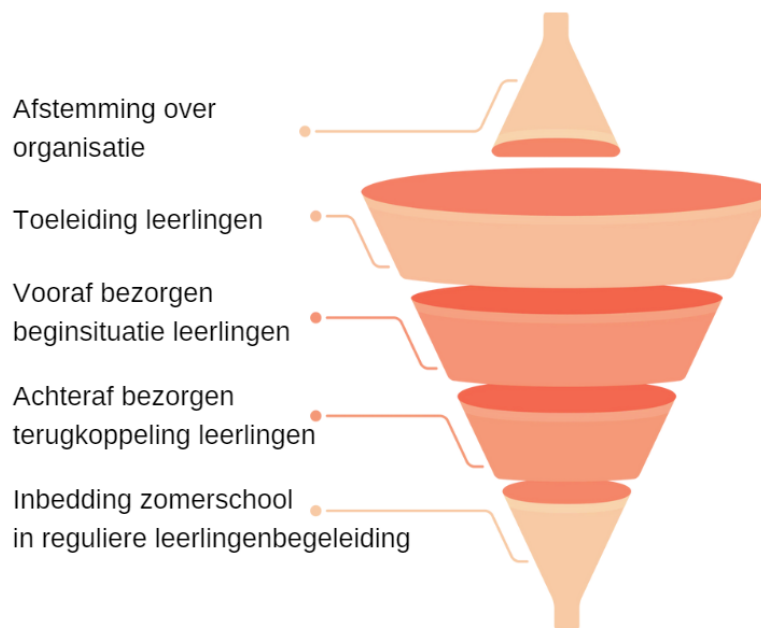 Afstemming over
organisatie
Toeleiding leerlingen
Vooraf bezorgen
beginsituatie leerlingen
Achteraf bezorgen
terugkoppeling leerlingen
Inbedding zomerschool
in reguliere leerlingenbegeleiding